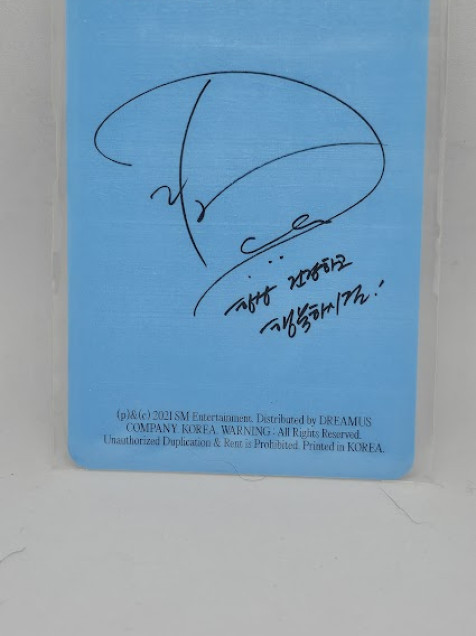 항상 건강하고
행복하시길!
(p)&(c) 2021 SM Entertainment. Distributed by DREAMUS
COMPANY. KOREA. WARNING : All Rights Reserved.
Unauthorized Duplication & Rent is Prohibited. Printed in KOREA.